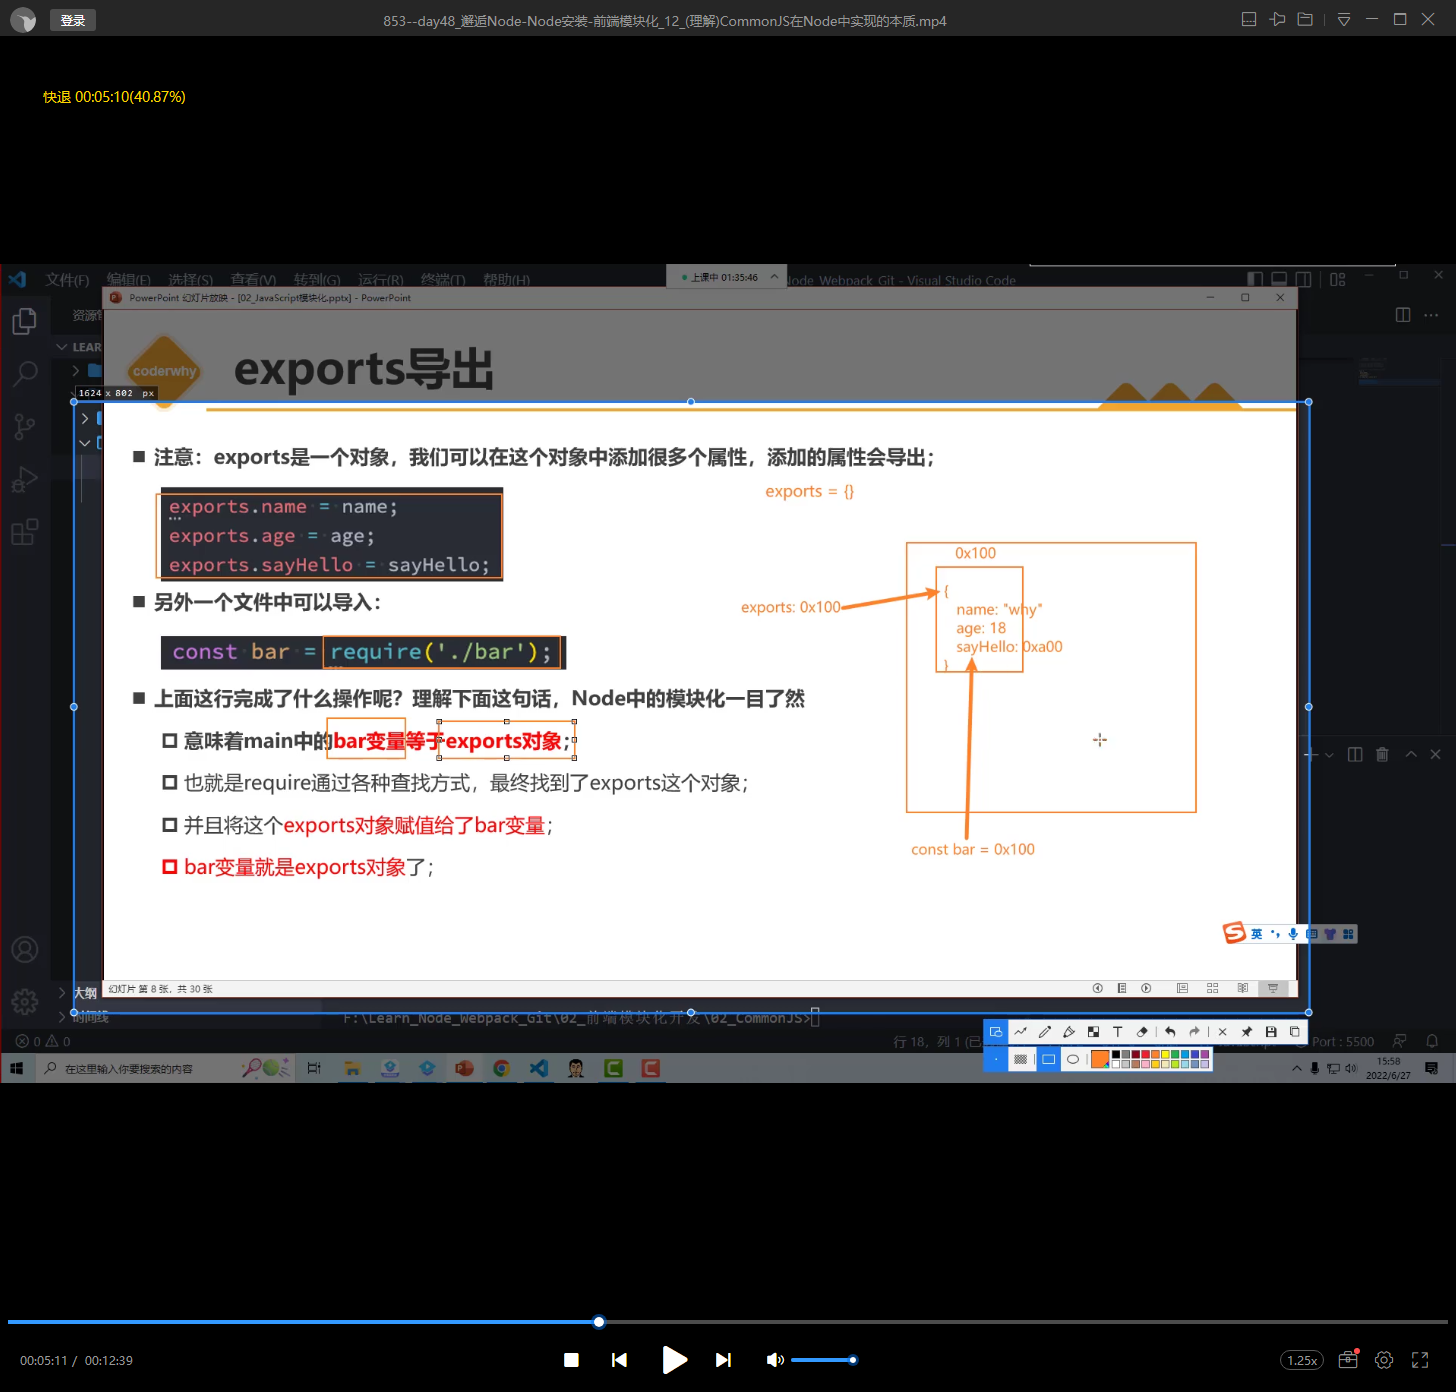 登录
853--day48_邂逅Node-Node安装-前端模块化_12_(理解)CommonJS在Node中实现的本质.mp4
快退 00:05:10(40.87%)
文件(F) 编辑(E) 选择(S) 查看(V) 转到(G) 运行(R) 终端(T) 帮助(H)
上课中 01:35:46
Node_Webpack_Git - Visual Studio Code
PowerPoint 幻灯片放映 - [02_JavaScript模块化.pptx] - PowerPoint
LEAR
coderwhy
exports导出
1624 x 802 px
注意：exports是一个对象，我们可以在这个对象中添加很多个属性，添加的属性会导出；
exports = {}
exports.name = name;
exports.age = age;
exports.sayHello = sayHello;
另外一个文件中可以导入：
const bar = require('./bar');
0x100
exports: 0x100
{
name: "why"
age: 18
sayHello: 0xa00
}
const bar = 0x100
上面这行完成了什么操作呢？理解下面这句话，Node中的模块化一目了然
意味着main中的bar变量等于exports对象；
也就是require通过各种查找方式，最终找到了exports这个对象；
并且将这个exports对象赋值给了bar变量；
bar变量就是exports对象了；
英
幻灯片 第 8 张，共 30 张
大纲
时间线
F:\Learn_Node_Webpack_Git\02_前端模块化开发\02_CommonJS>
0 0
行 18，列 1
Port : 5500
在这里输入你要搜索的内容
15:58
2022/6/27
00:05:11 / 00:12:39
1.25x